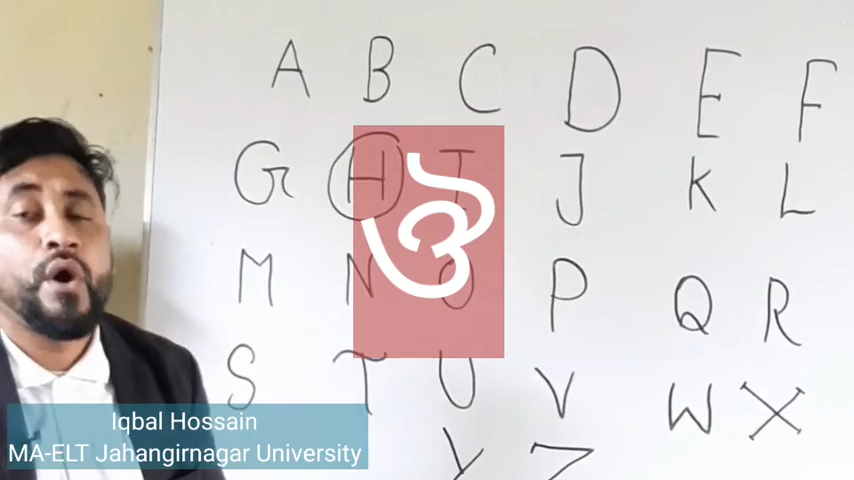 A B C D E F
G H I J K L
ও
M N O P Q R
S T U V W X
Y Z
Iqbal Hossain
MA-ELT Jahangirnagar University